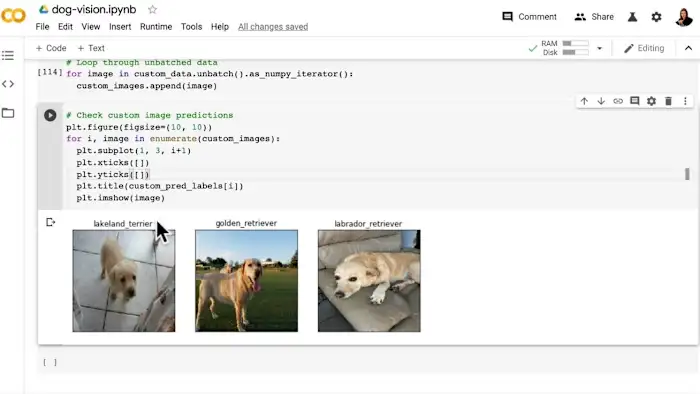 dog-vision.ipynb
Comment
Share
File Edit View Insert Runtime Tools Help All changes saved
+ Code + Text
RAM
Disk
Editing
# Loop through unbatched data
[114] for image in custom_data.unbatch().as_numpy_iterator():
custom_images.append(image)
# Check custom image predictions
plt.figure(figsize=(10, 10))
for i, image in enumerate(custom_images):
plt.subplot(1, 3, i+1)
plt.xticks([])
plt.yticks([])
plt.title(custom_pred_labels[i])
plt.imshow(image)
lakeland_terrier golden_retriever labrador_retriever
[ ]